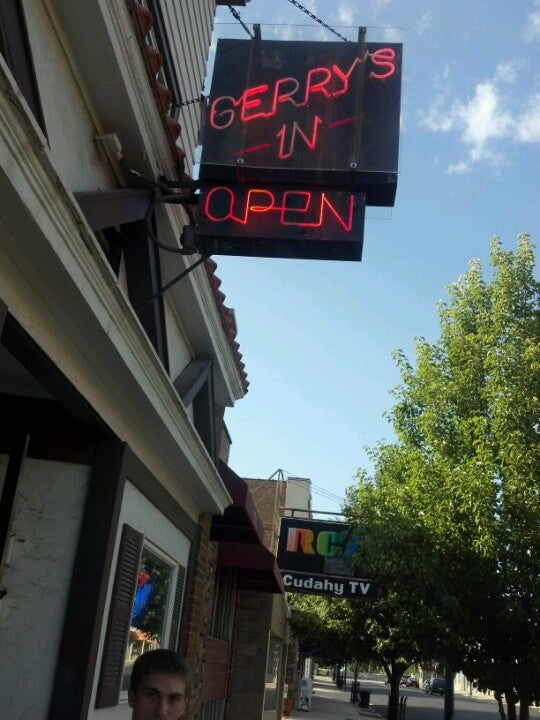 GERRY'S
IN
OPEN
RCA
Cudahy TV